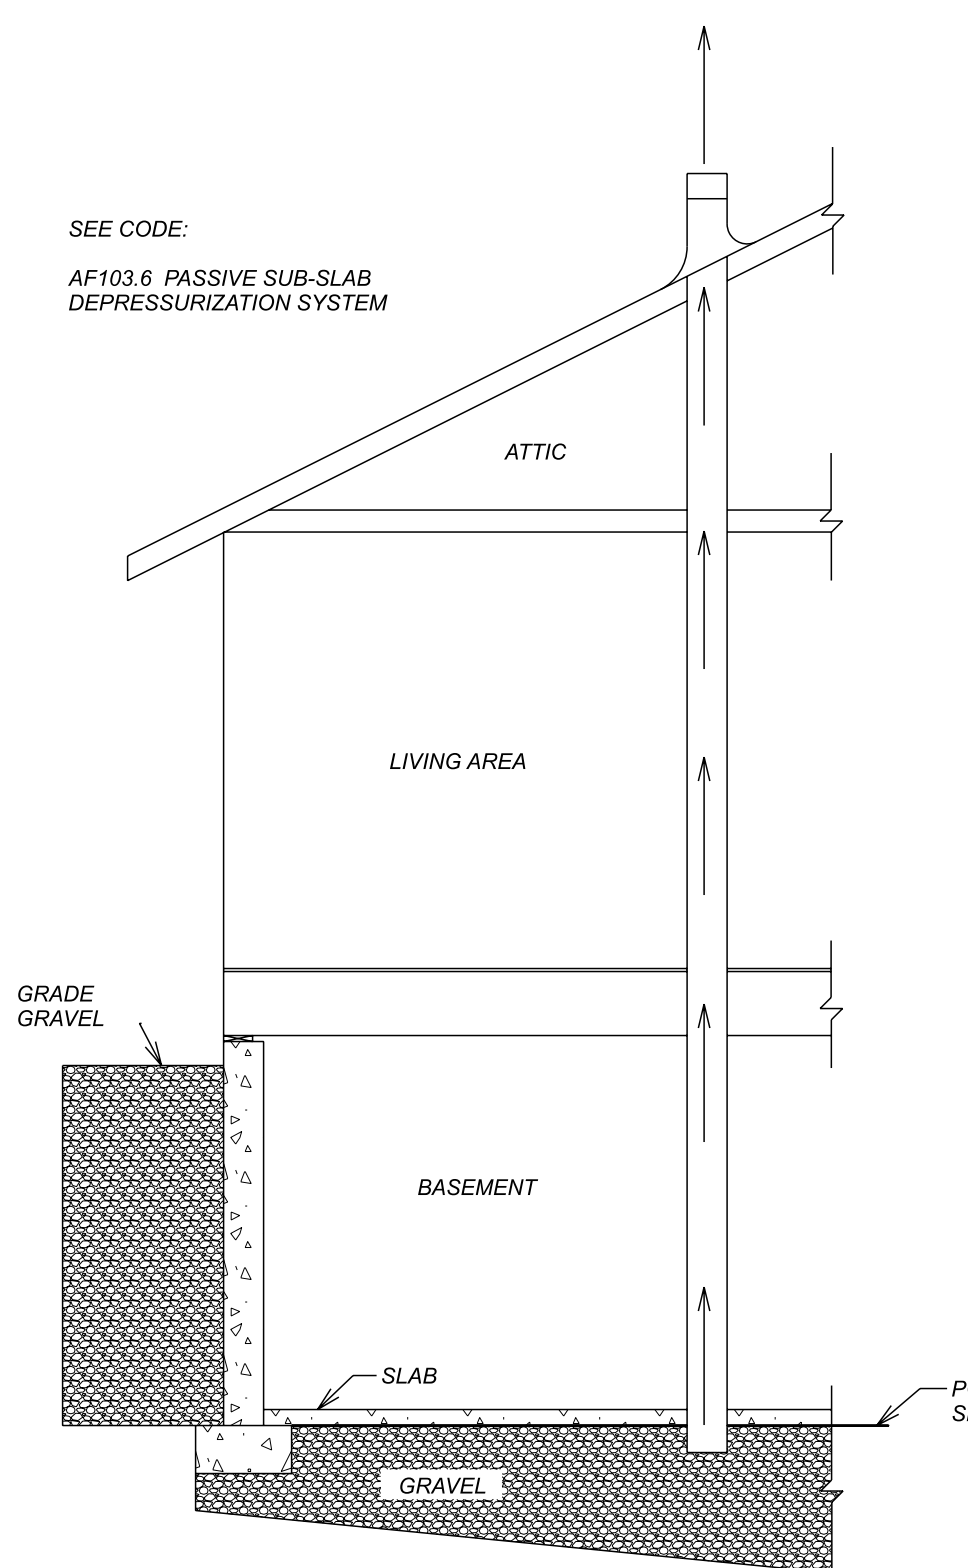 SEE CODE:
AF103.6 PASSIVE SUB-SLAB
DEPRESSURIZATION SYSTEM
ATTIC
LIVING AREA
GRADE
GRAVEL
BASEMENT
SLAB
GRAVEL